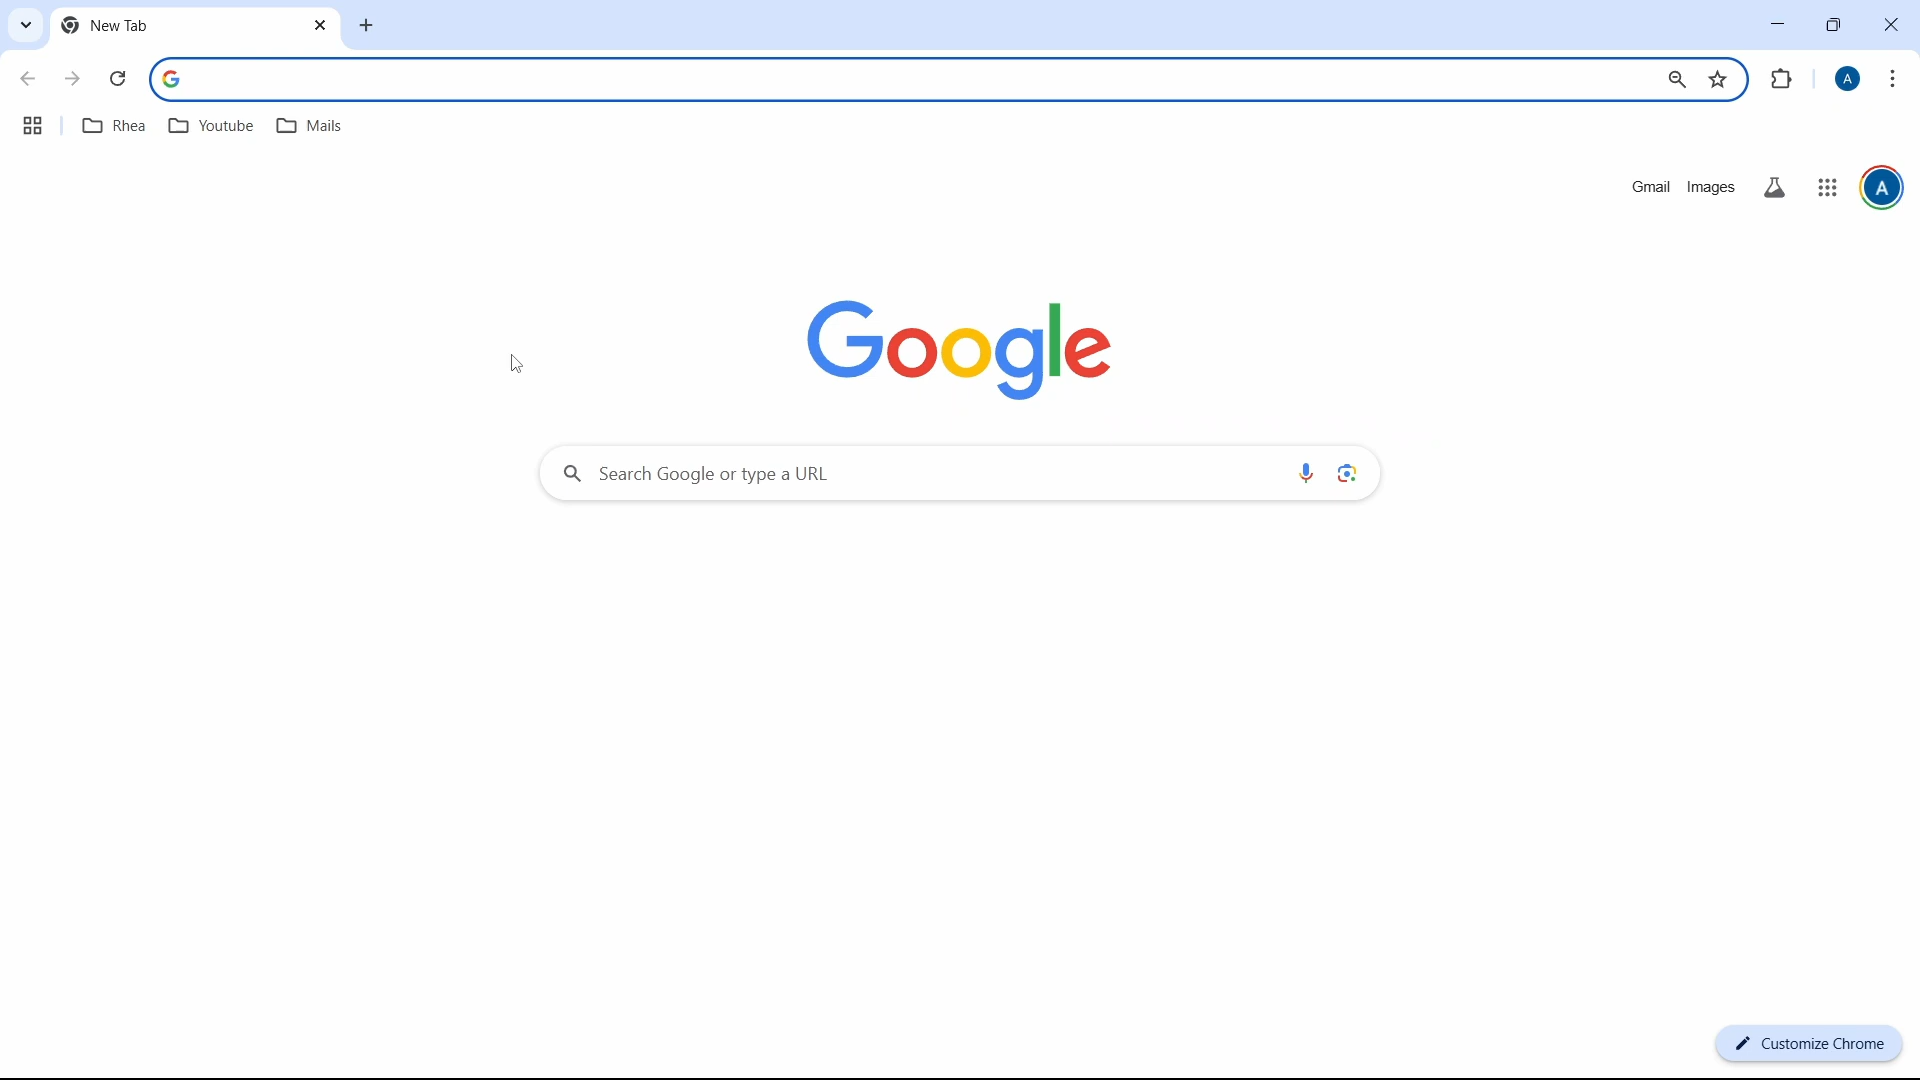 New Tab
Rhea Youtube Mails
A
Gmail Images
A
Google
Search Google or type a URL
Customize Chrome